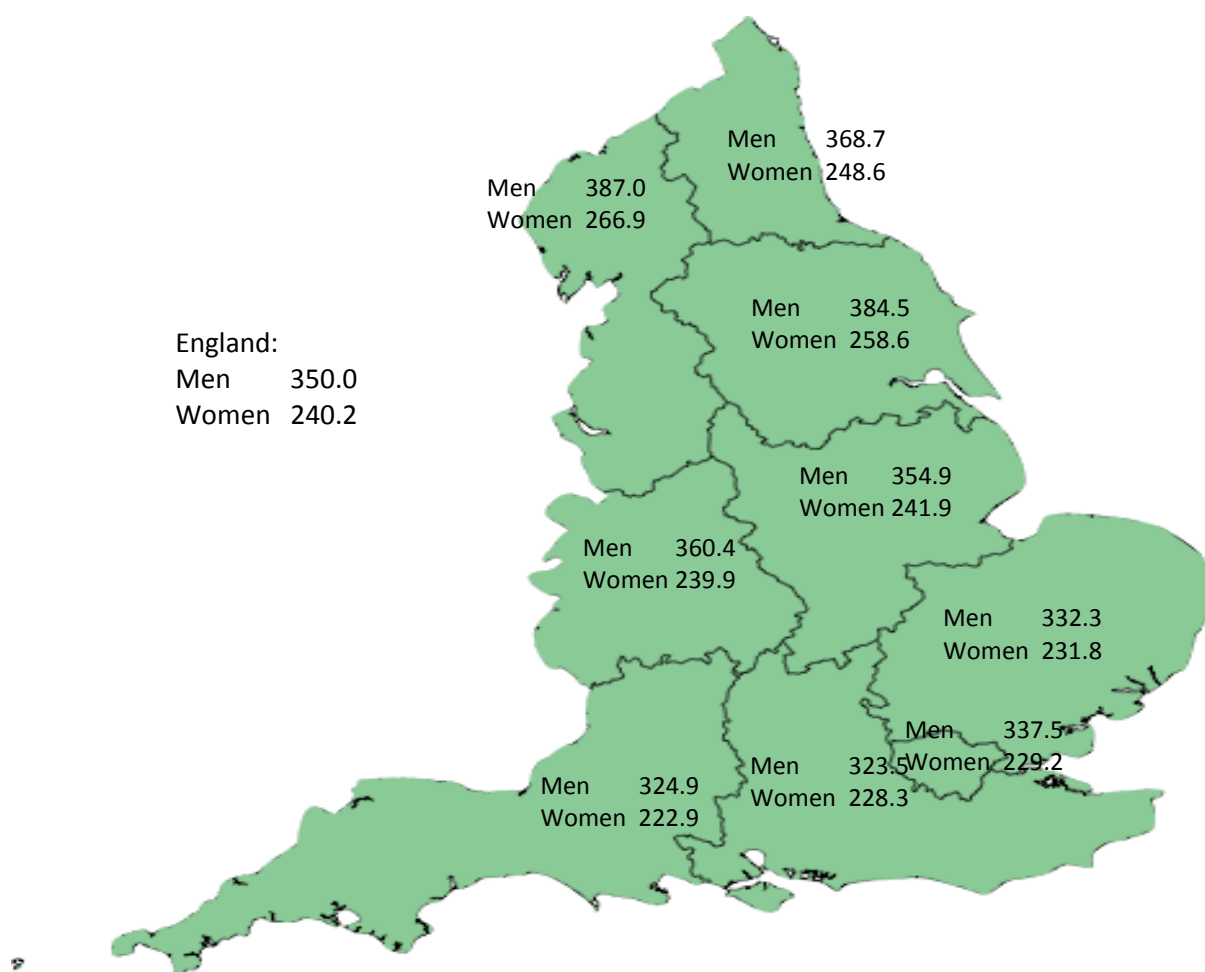 Men 368.7
Women 248.6
Men 387.0
Women 266.9
Men 384.5
Women 258.6
England:
Men 350.0
Women 240.2
Men 354.9
Women 241.9
Men 360.4
Women 239.9
Men 332.3
Women 231.8
Men 337.5
Women 229.2
Men 323.5
Women 228.3
Men 324.9
Women 222.9